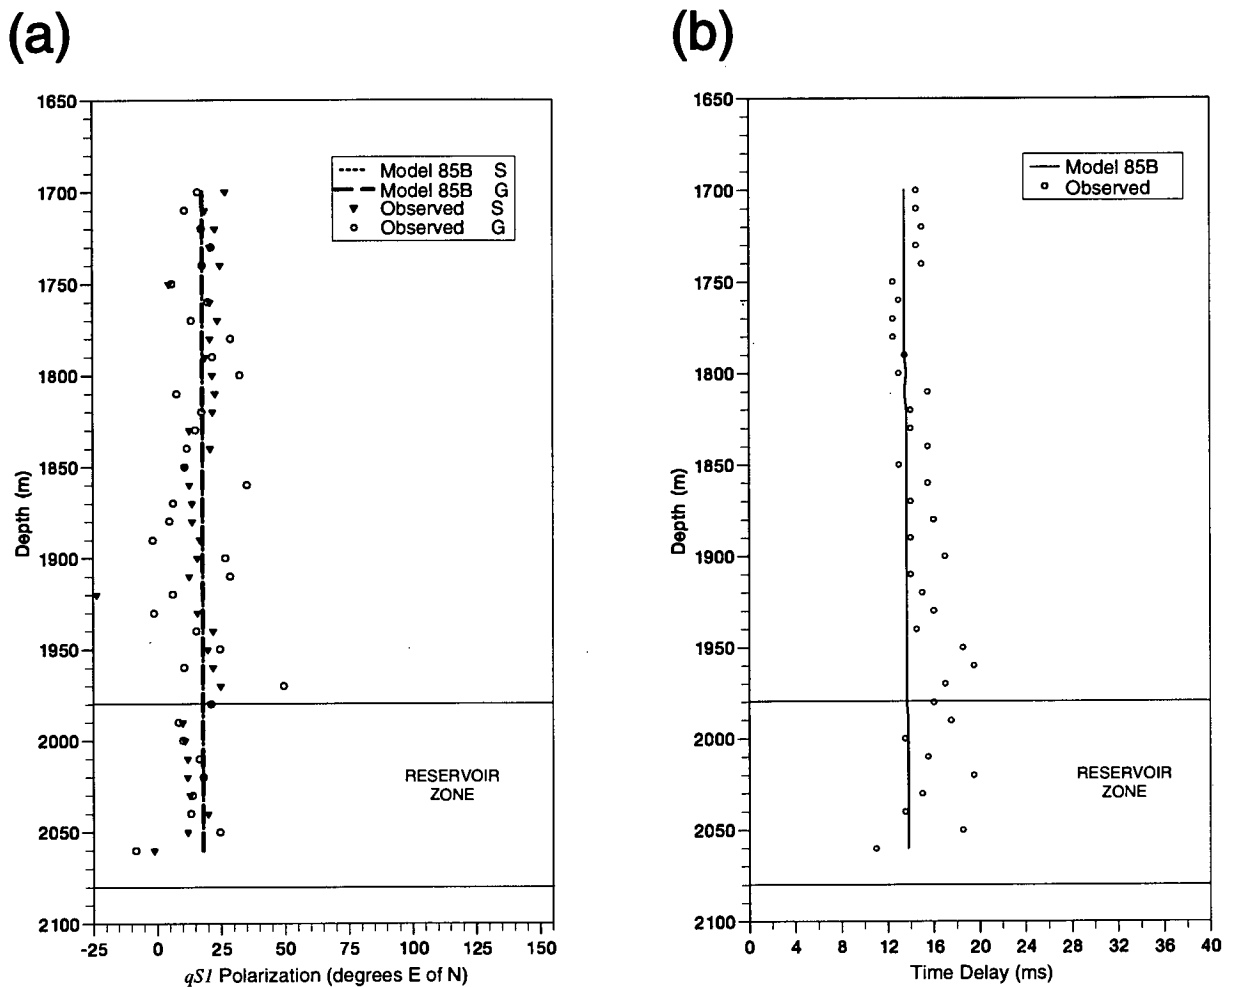 (a)
1650
1700
1750
1800
1850
1900
1950
2000
2050
2100
Depth (m)
Model 85B S
Model 85B G
Observed S
Observed G
RESERVOIR
ZONE
-25 0 25 50 75 100 125 150
qS1 Polarization (degrees E of N)
(b)
1650
1700
1750
1800
1850
1900
1950
2000
2050
2100
Depth (m)
Model 85B
Observed
RESERVOIR
ZONE
0 4 8 12 16 20 24 28 32 36 40
Time Delay (ms)